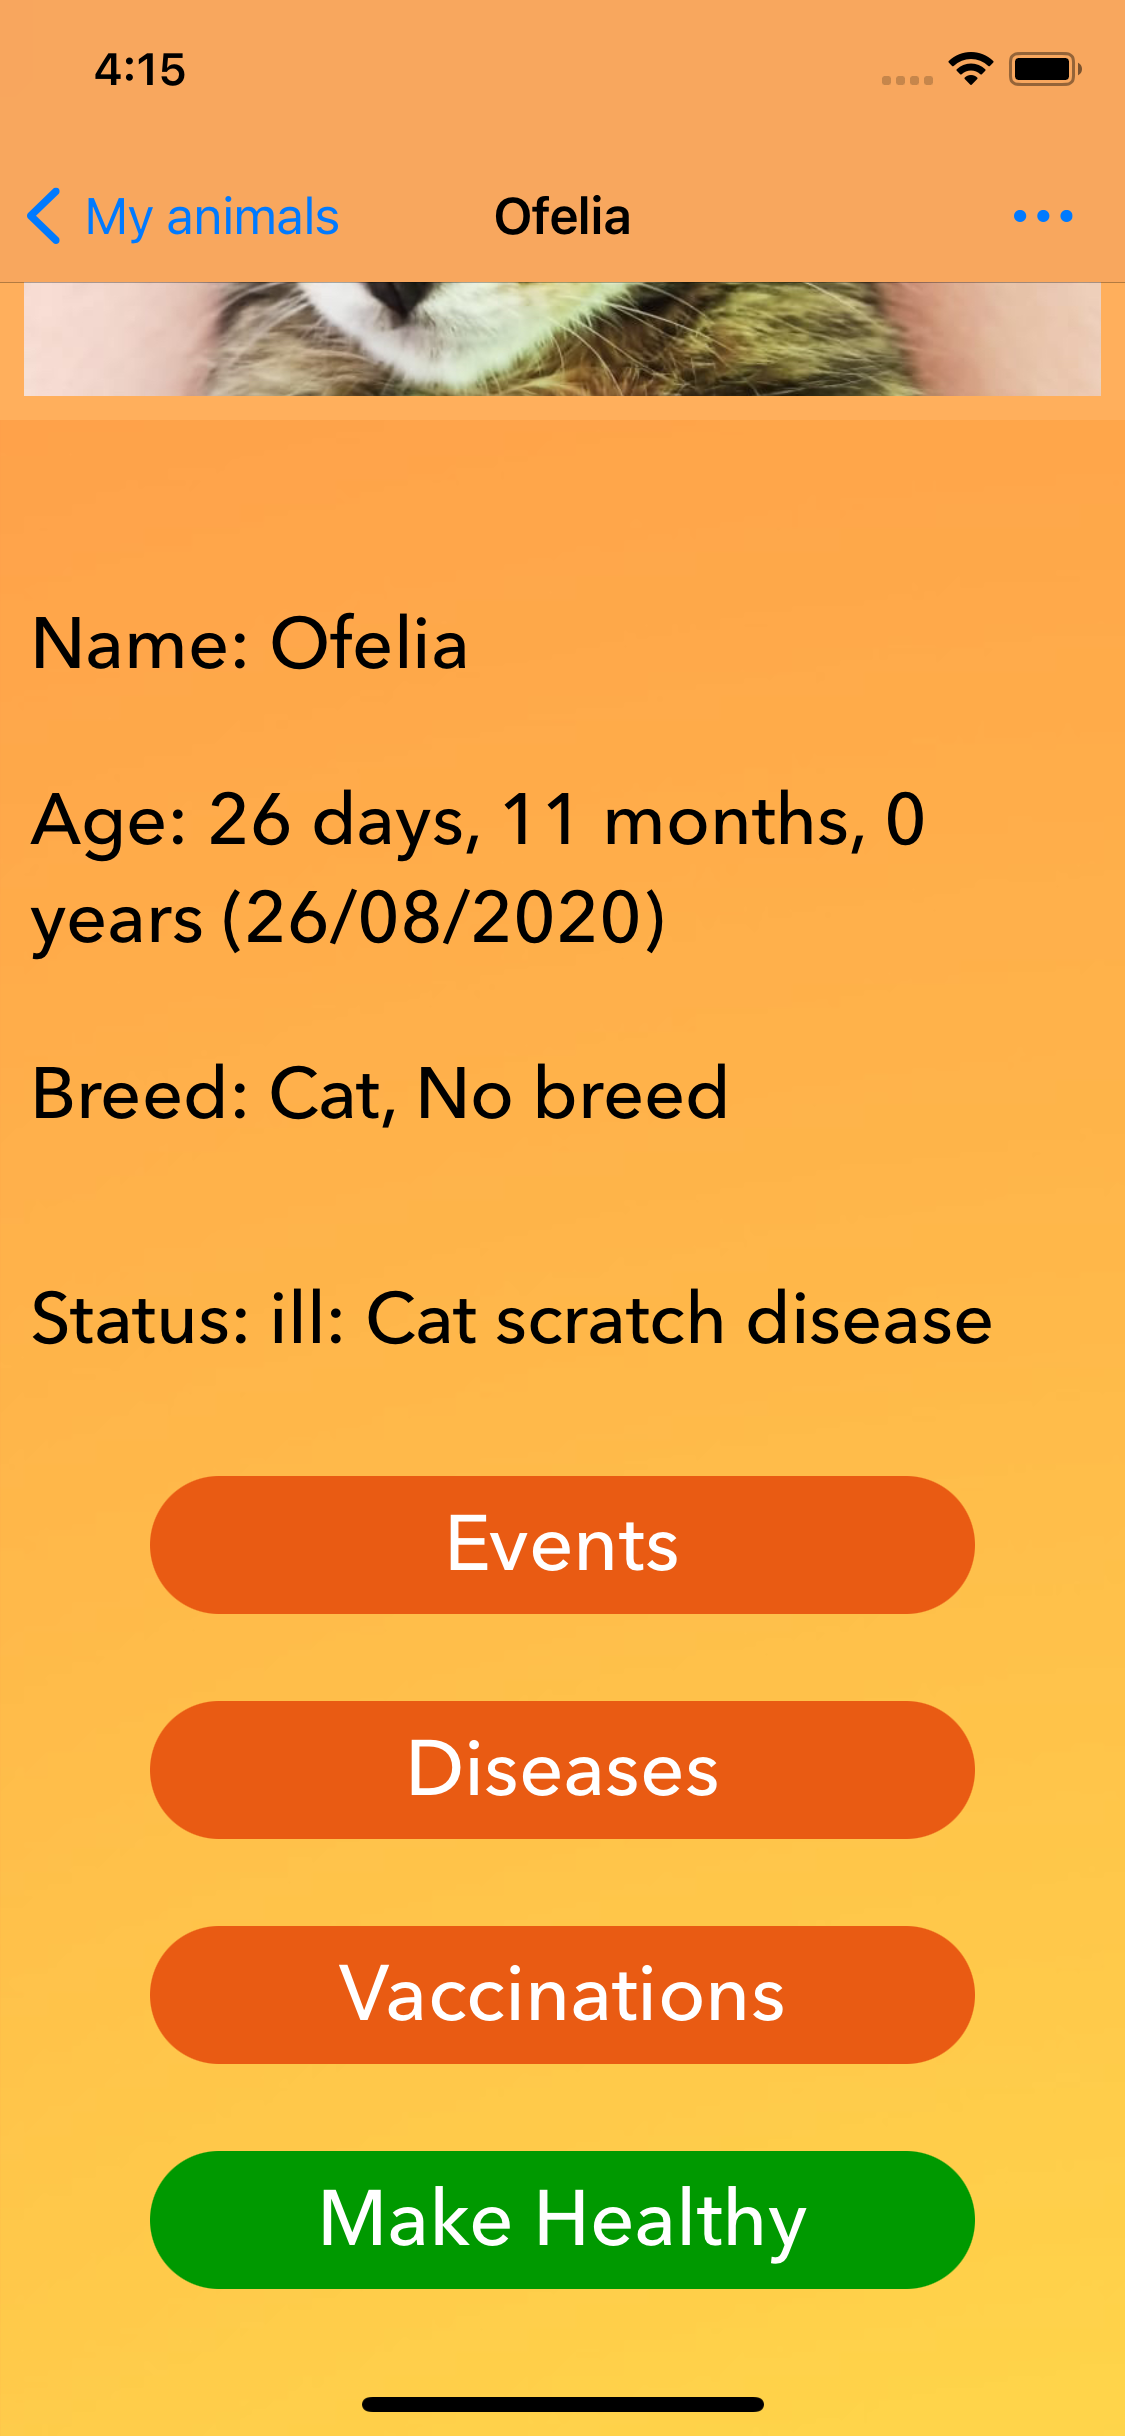 4:15
My animals
Ofelia
Name: Ofelia
Age: 26 days, 11 months, 0
years (26/08/2020)
Breed: Cat, No breed
Status: ill: Cat scratch disease
Events
Diseases
Vaccinations
Make Healthy